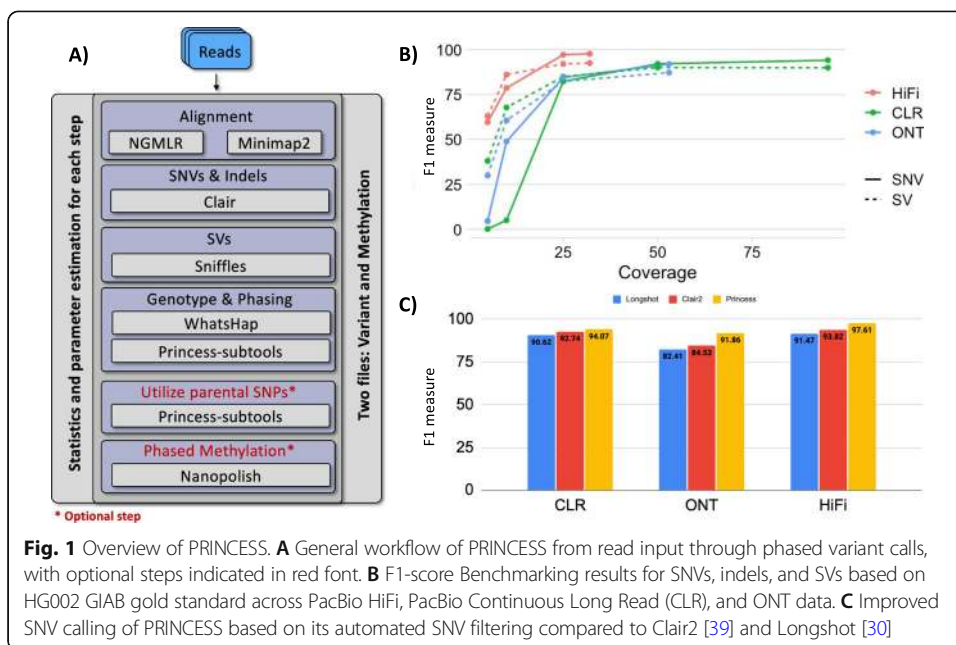 A)
Reads
Statistics and parameter estimation for each step
Alignment
NGMLR Minimap2
SNVs & Indels
Clair
SVs
Sniffles
Genotype & Phasing
WhatsHap
Princess-subtools
Utilize parental SNPs*
Princess-subtools
Phased Methylation*
Nanopolish
Two files: Variant and Methylation
* Optional step
B)
F1 measure
100
75
50
25
0
25 50 75
Coverage
HiFi
CLR
ONT
SNV
SV
C)
Longshot Clair2 Princess
F1 measure
100
75
50
25
0
90.62 92.74 94.07
82.41 84.53 91.86
91.47 93.82 97.61
CLR ONT HiFi
Fig. 1 Overview of PRINCESS. A General workflow of PRINCESS from read input through phased variant calls,
with optional steps indicated in red font. B F1-score Benchmarking results for SNVs, indels, and SVs based on
HG002 GIAB gold standard across PacBio HiFi, PacBio Continuous Long Read (CLR), and ONT data. C Improved
SNV calling of PRINCESS based on its automated SNV filtering compared to Clair2 [39] and Longshot [30]